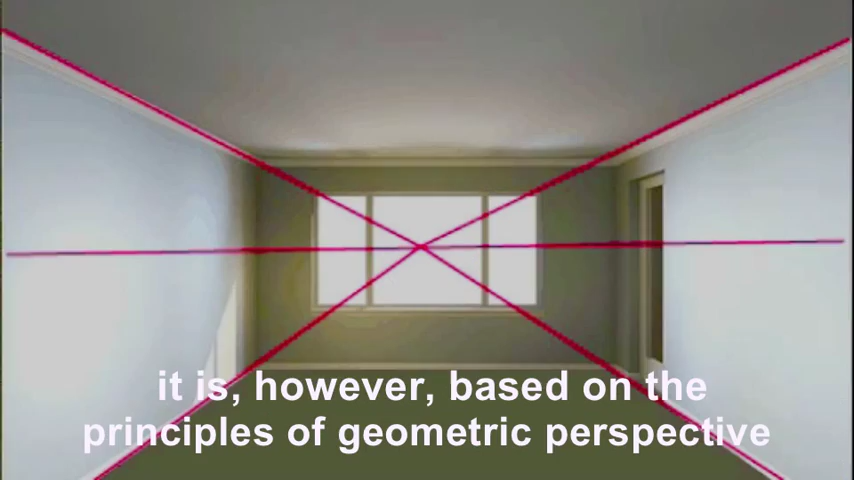 it is, however, based on the
principles of geometric perspective